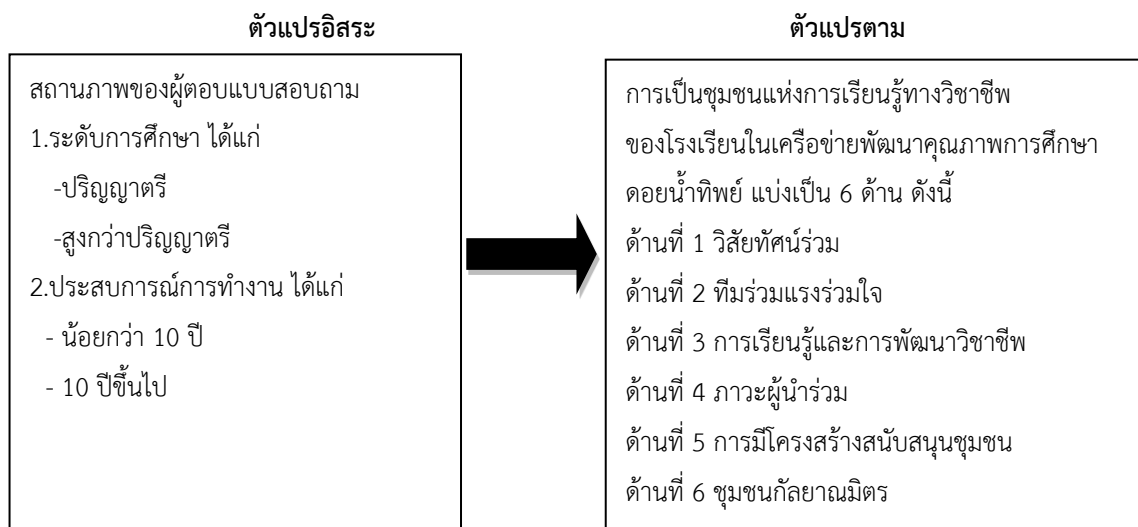 ตัวแปรอิสระ
สถานภาพของผู้ตอบแบบสอบถาม
1.ระดับการศึกษา ได้แก่
-ปริญญาตรี
-สูงกว่าปริญญาตรี
2.ประสบการณ์การทำงาน ได้แก่
- น้อยกว่า 10 ปี
- 10 ปีขึ้นไป
ตัวแปรตาม
การเป็นชุมชนแห่งการเรียนรู้ทางวิชาชีพ
ของโรงเรียนในเครือข่ายพัฒนาคุณภาพการศึกษา
ดอยน้ำทิพย์ แบ่งเป็น 6 ด้าน ดังนี้
ด้านที่ 1 วิสัยทัศน์ร่วม
ด้านที่ 2 ทีมร่วมแรงร่วมใจ
ด้านที่ 3 การเรียนรู้และการพัฒนาวิชาชีพ
ด้านที่ 4 ภาวะผู้นำร่วม
ด้านที่ 5 การมีโครงสร้างสนับสนุนชุมชน
ด้านที่ 6 ชุมชนกัลยาณมิตร